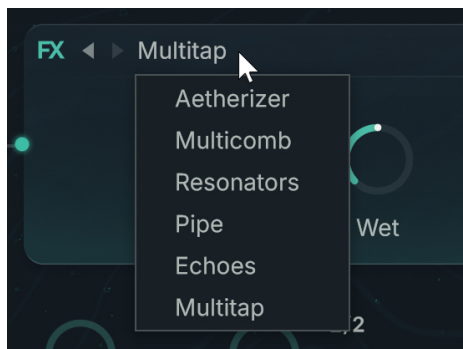 FX Multitap
Aetherizer
Multicomb
Resonators
Pipe
Wet
Echoes
Multitap